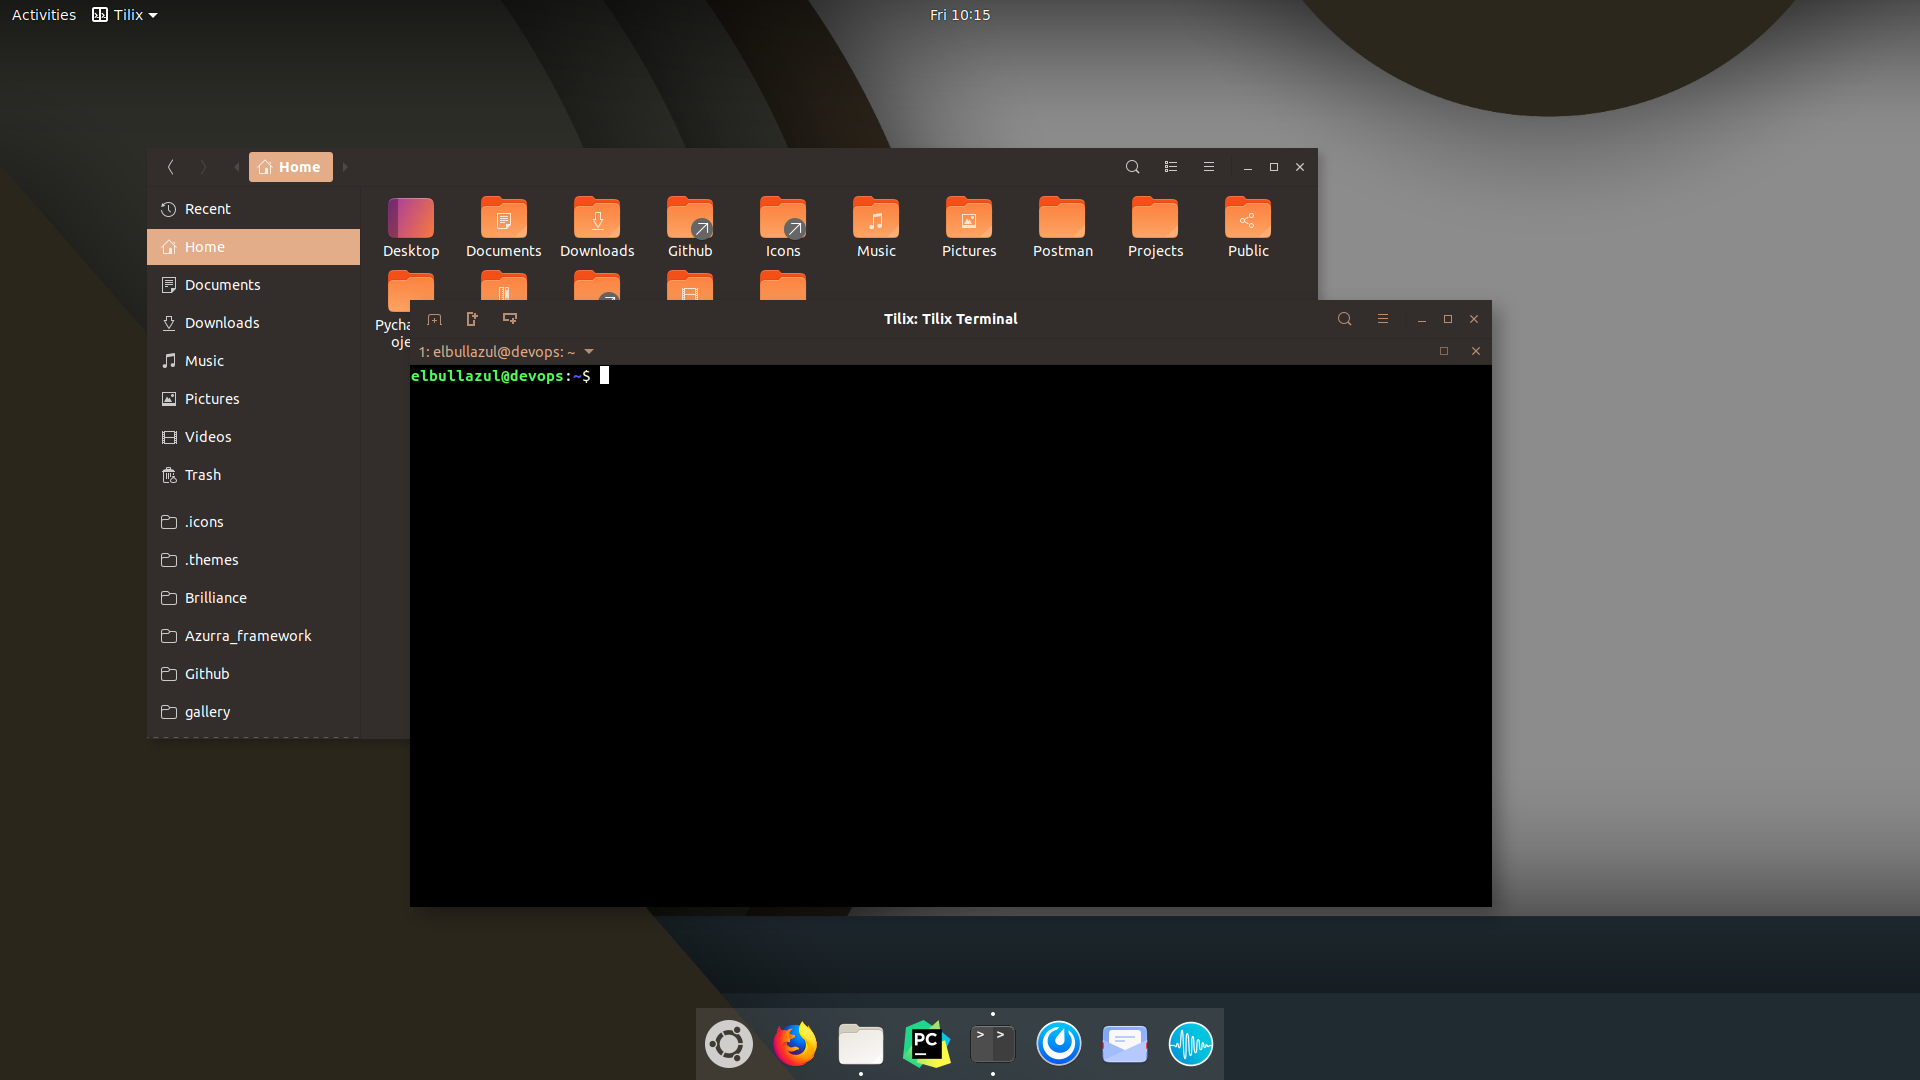 Activities Tilix Fri 10:15
Home
Recent
Home
Documents
Downloads
Music
Pictures
Videos
Trash
.icons
.themes
Brilliance
Azurra_framework
Github
gallery
Desktop Documents Downloads Github Icons Music Pictures Postman Projects Public
Tilix: Tilix Terminal
1: elbullazul@devops: ~
elbullazul@devops:~$
PC